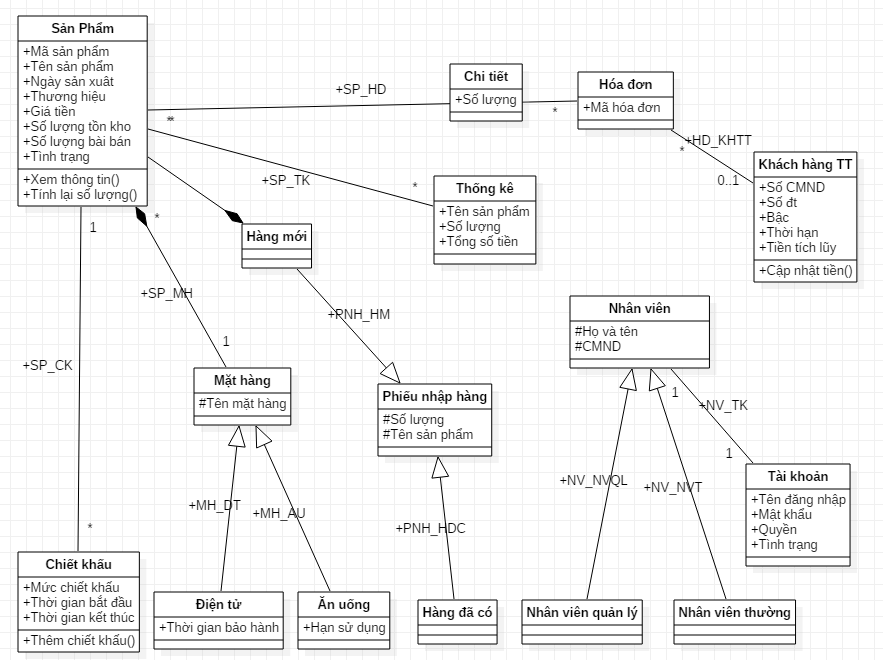 Sản Phẩm
+Mã sản phẩm
+Tên sản phẩm
+Ngày sản xuât
+Thương hiệu
+Giá tiền
+Số lượng tồn kho
+Số lượng bài bán
+Tình trạng
+Xem thông tin()
+Tính lại số lượng()
+SP_HD
**
*
Chi tiết
+Số lượng
Hóa đơn
+Mã hóa đơn
+HD_KHTT
*
0..1
Khách hàng TT
+Số CMND
+Số đt
+Bậc
+Thời hạn
+Tiền tích lũy
+Cập nhật tiền()
+SP_TK
*
Thống kê
+Tên sản phẩm
+Số lượng
+Tổng số tiền
*
1
Hàng mới
+SP_MH
1
+PNH_HM
Nhân viên
#Họ và tên
#CMND
+SP_CK
Mặt hàng
#Tên mặt hàng
Phiếu nhập hàng
#Số lượng
#Tên sản phẩm
1
+NV_TK
1
Tài khoản
+Tên đăng nhập
+Mật khẩu
+Quyền
+Tình trạng
+NV_NVQL
+NV_NVT
+MH_DT
+MH_AU
+PNH_HDC
*
Chiết khấu
+Mức chiết khấu
+Thời gian bắt đầu
+Thời gian kết thúc
+Thêm chiết khấu()
Điện tử
+Thời gian bảo hành
Ăn uống
+Hạn sử dụng
Hàng đã có
Nhân viên quản lý
Nhân viên thường